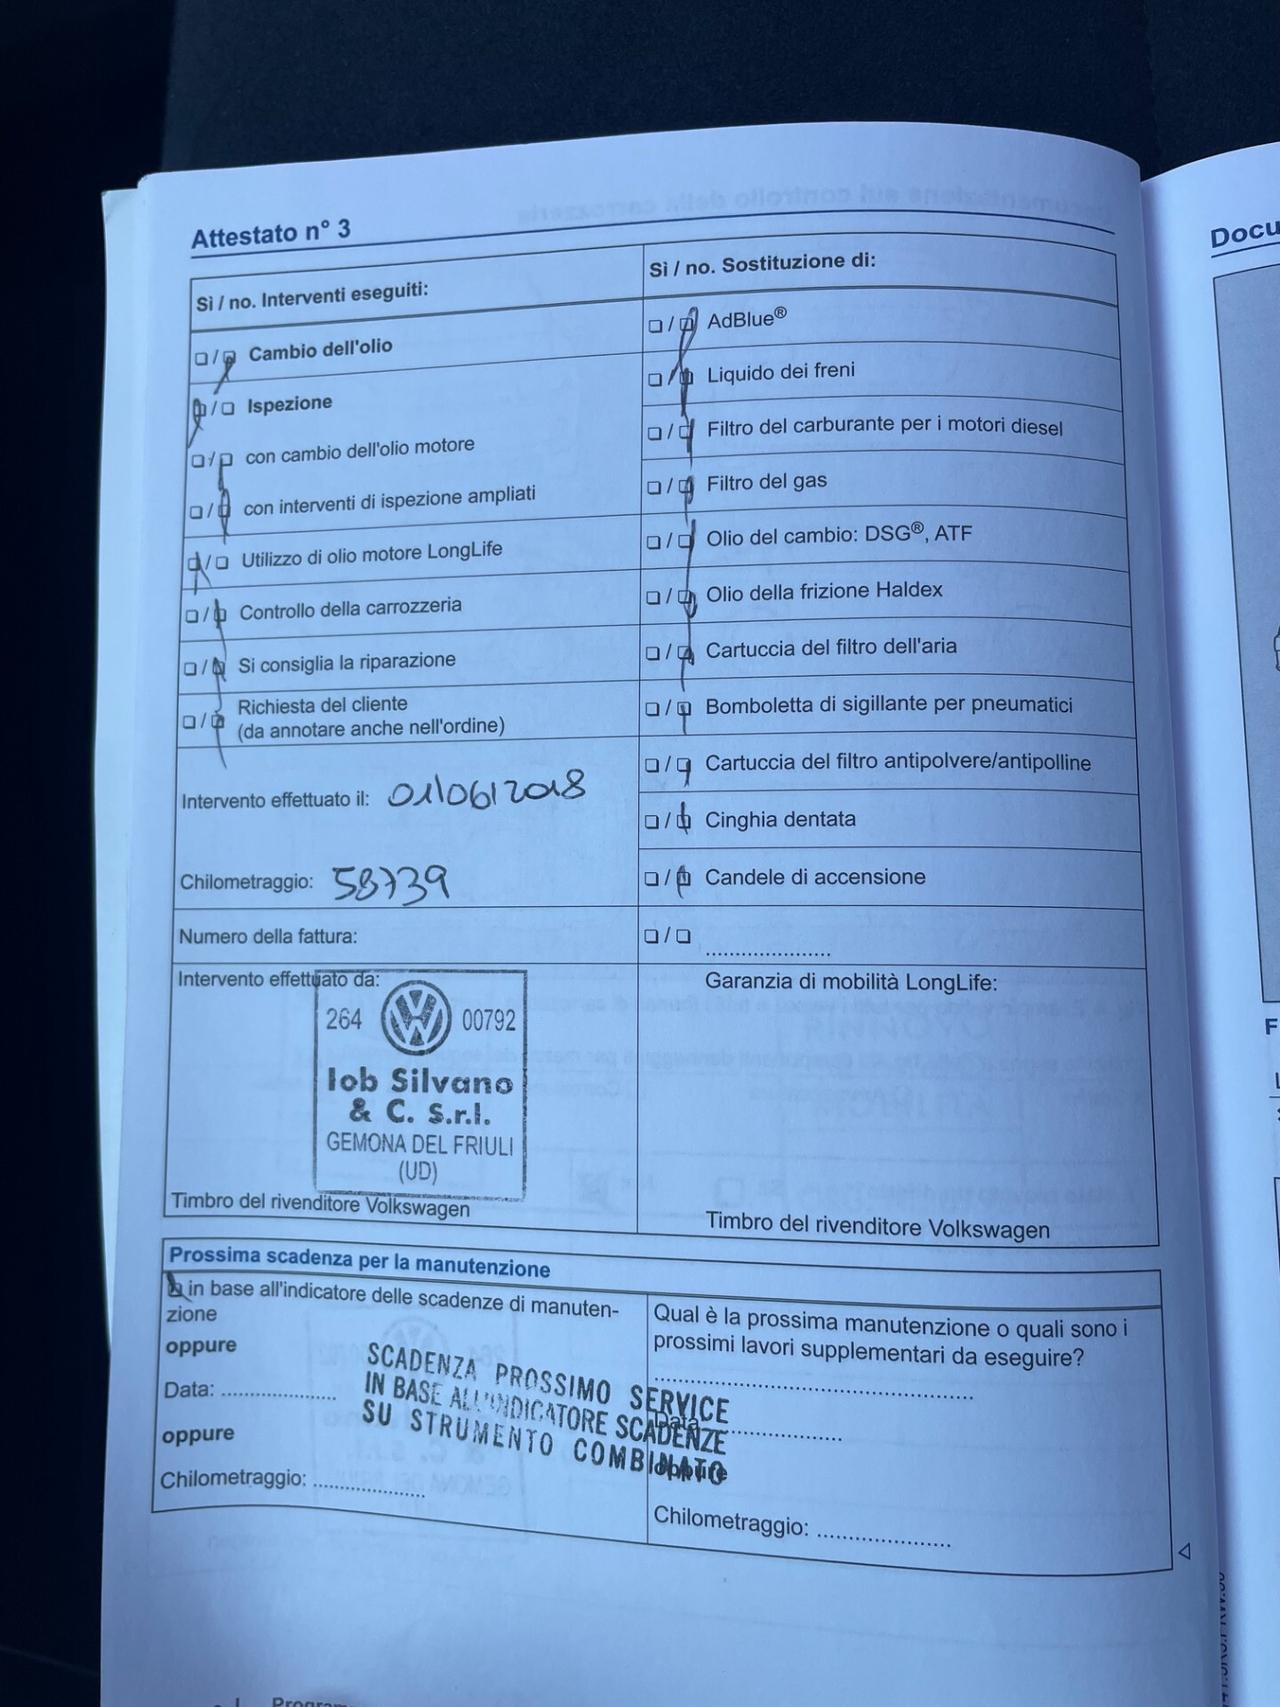 Attestato n° 3
Sì / no. Interventi eseguiti:
❏ / ❏ Cambio dell'olio
❏ / ❏ Ispezione
❏ / ❏ con cambio dell'olio motore
❏ / ❏ con interventi di ispezione ampliati
❏ / ❏ Utilizzo di olio motore LongLife
❏ / ❏ Controllo della carrozzeria
❏ / ❏ Si consiglia la riparazione
❏ / ❏ Richiesta del cliente
(da annotare anche nell'ordine)
Intervento effettuato il: 01/06/2018
Chilometraggio: 58739
Numero della fattura:
Intervento effettuato da:
264 00792
Iob Silvano
& C. S.r.l.
GEMONA DEL FRIULI
(UD)
Timbro del rivenditore Volkswagen
Sì / no. Sostituzione di:
❏ / ❏ AdBlue®
❏ / ❏ Liquido dei freni
❏ / ❏ Filtro del carburante per i motori diesel
❏ / ❏ Filtro del gas
❏ / ❏ Olio del cambio: DSG®, ATF
❏ / ❏ Olio della frizione Haldex
❏ / ❏ Cartuccia del filtro dell'aria
❏ / ❏ Bomboletta di sigillante per pneumatici
❏ / ❏ Cartuccia del filtro antipolvere/antipolline
❏ / ❏ Cinghia dentata
❏ / ❏ Candele di accensione
❏ / ❏ .....................
Garanzia di mobilità LongLife:
Timbro del rivenditore Volkswagen
Prossima scadenza per la manutenzione
❏ in base all'indicatore delle scadenze di manuten-
zione
oppure
Data: ....................
oppure
Chilometraggio: ....................
SCADENZA PROSSIMO SERVICE
IN BASE ALL'INDICATORE SCADENZE
SU STRUMENTO COMBINATO
Qual è la prossima manutenzione o quali sono i
prossimi lavori supplementari da eseguire?
Data: ....................
oppure
Chilometraggio: ....................
Docu